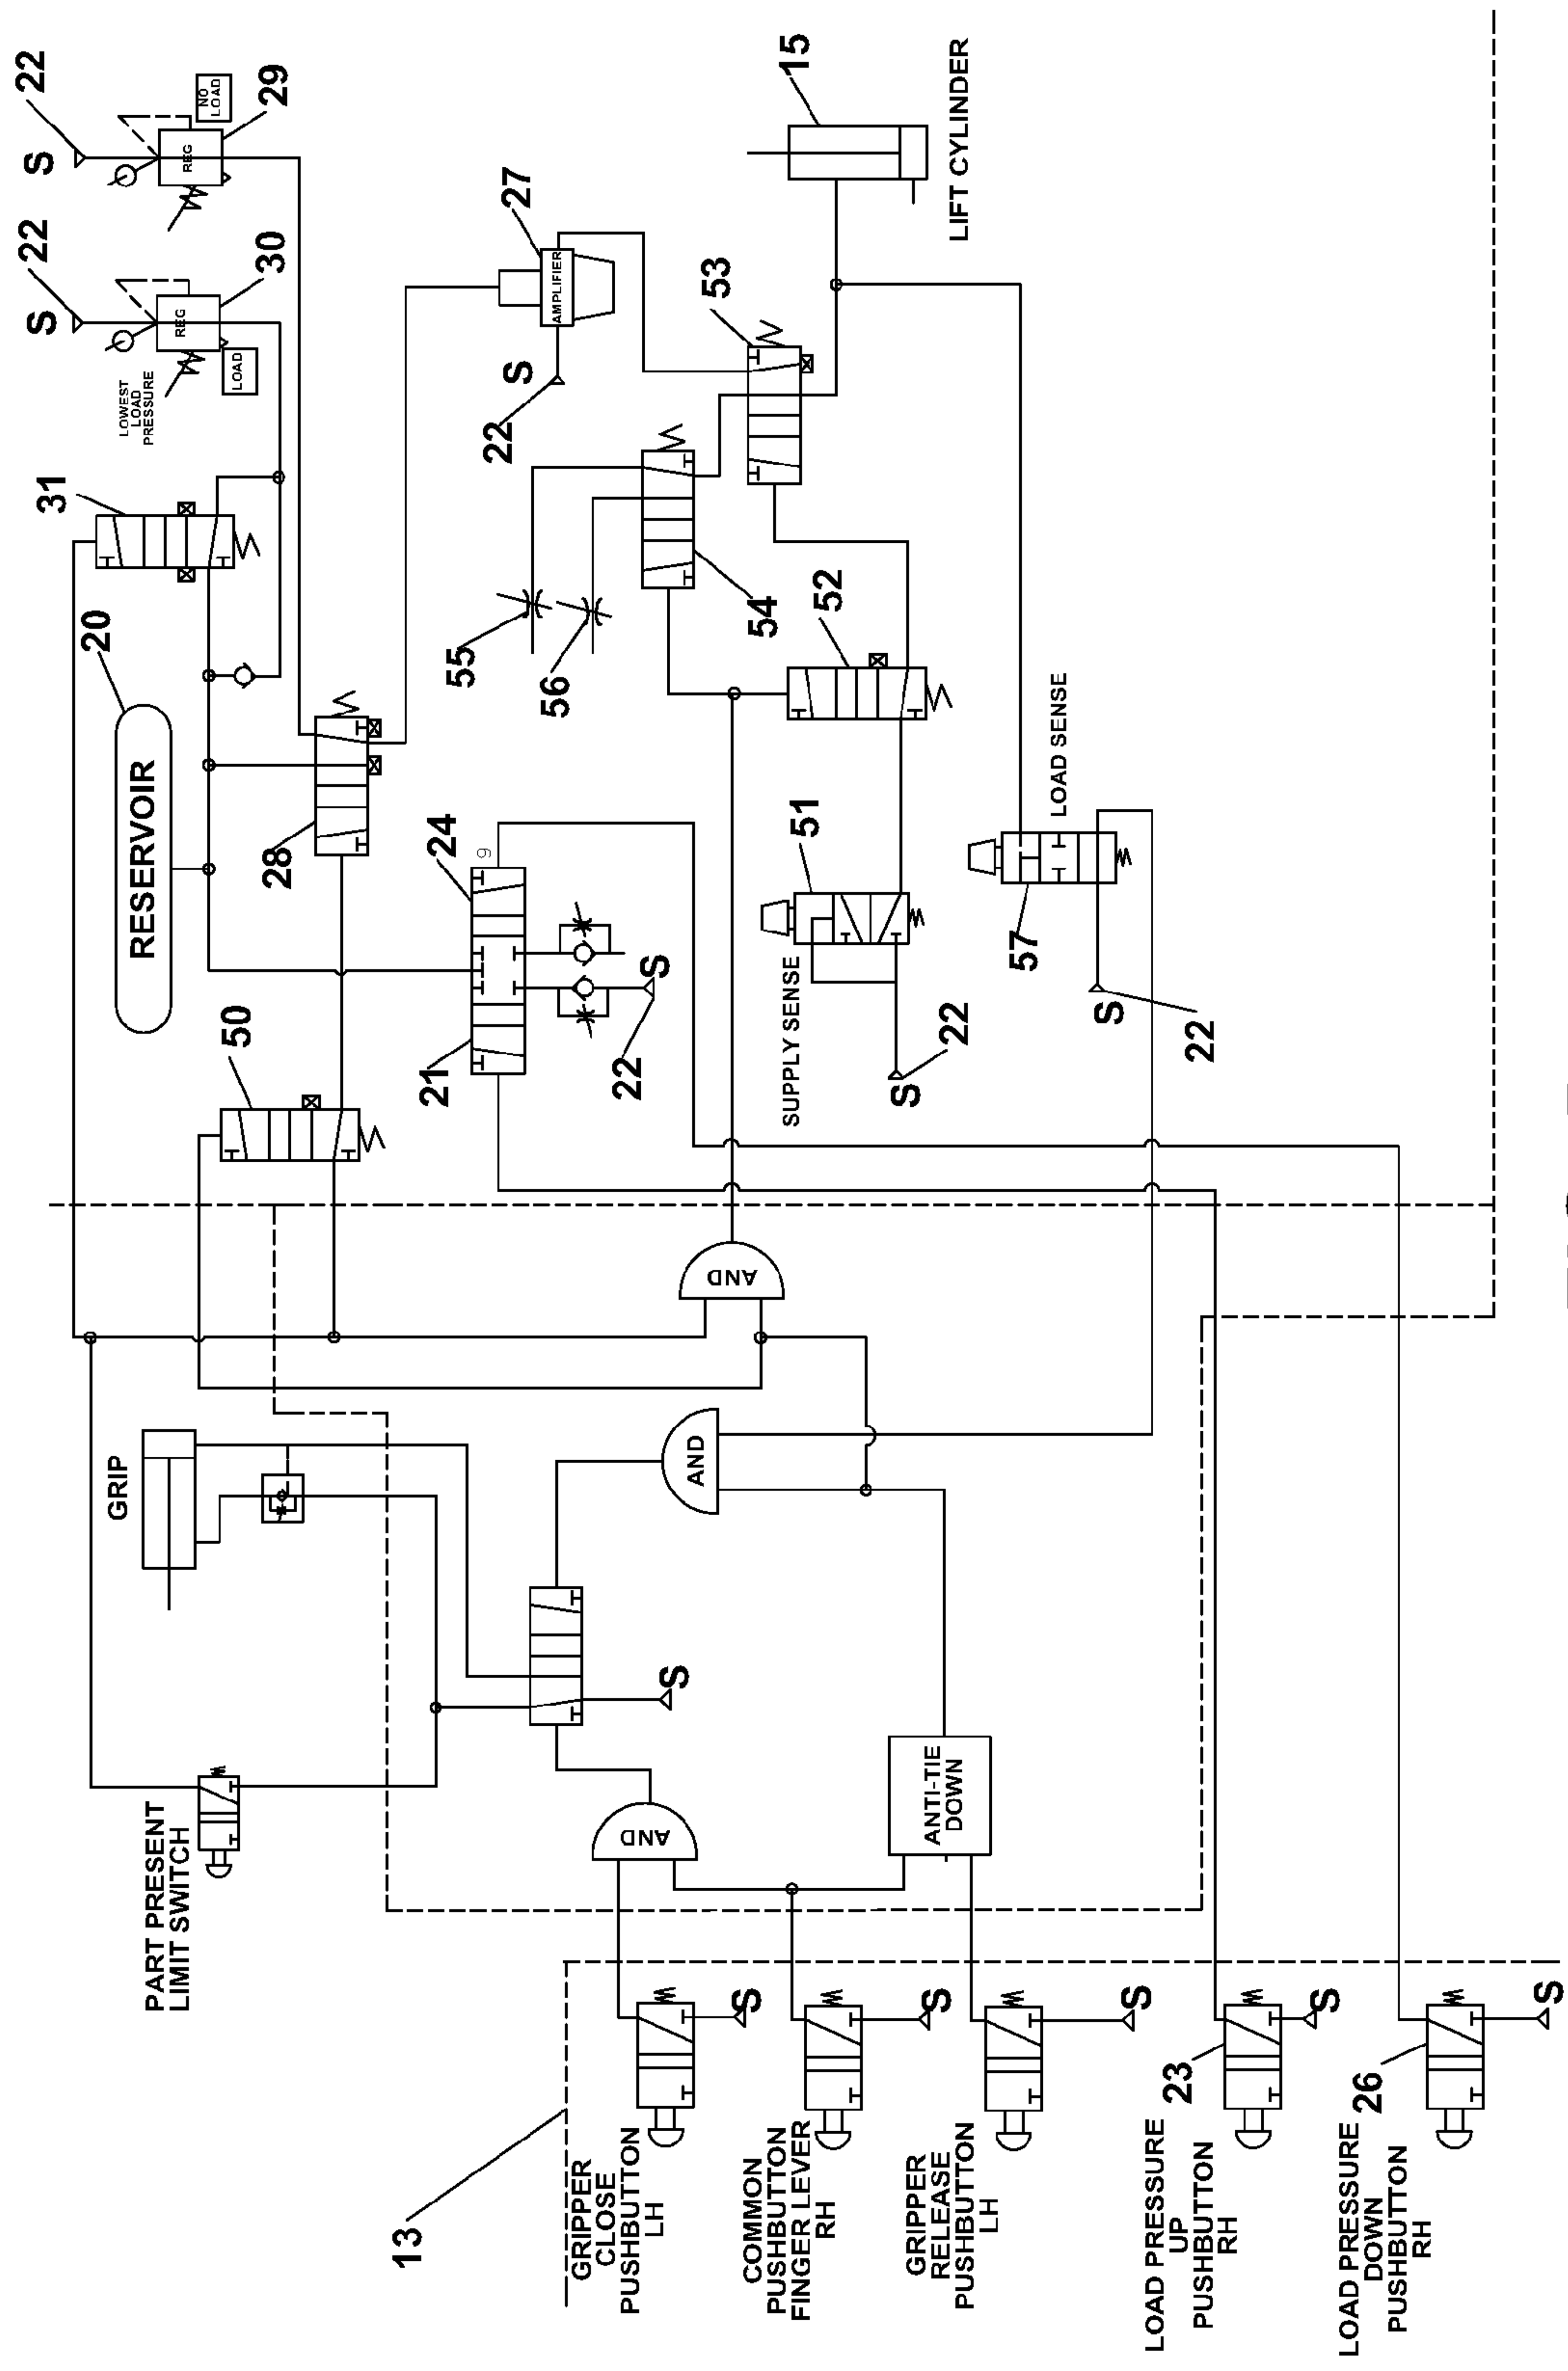 22
S
NO
LOAD
REG
29
22
S
REG
30
LOWEST
LOAD
PRESSURE
LOAD
31
20
RESERVOIR
27
AMPLIFIER
S
22
15
LIFT CYLINDER
53
55
56
54
52
28
24
9
21
S
22
50
51
SUPPLY SENSE
S
22
LOAD SENSE
57
S
22
AND
AND
GRIP
S
PART PRESENT
LIMIT SWITCH
AND
ANTI-TIE
DOWN
13
GRIPPER
CLOSE
PUSHBUTTON
LH
S
COMMON
PUSHBUTTON
FINGER LEVER
RH
S
GRIPPER
RELEASE
PUSHBUTTON
LH
S
23
LOAD PRESSURE
UP
PUSHBUTTON
RH
S
26
LOAD PRESSURE
DOWN
PUSHBUTTON
RH
S